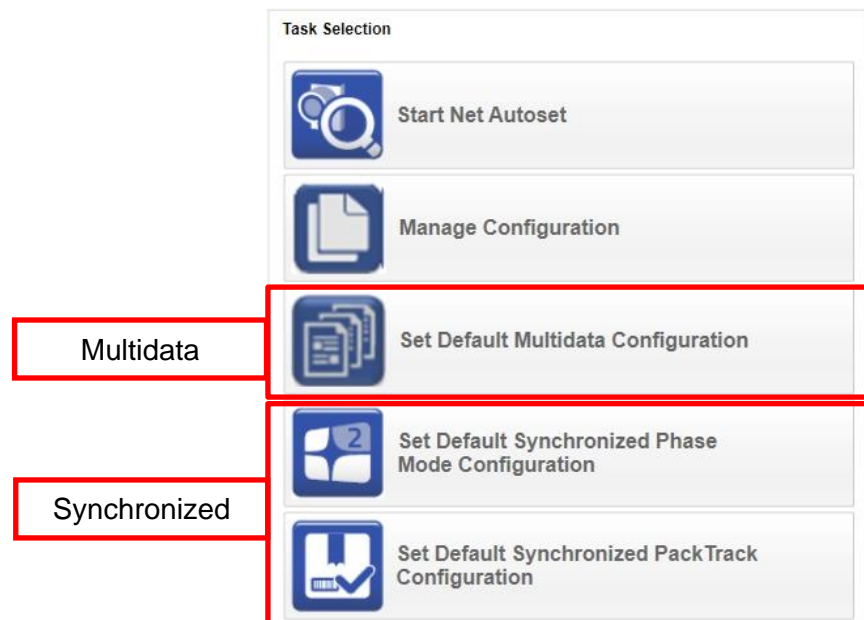 Task Selection
Start Net Autoset
Manage Configuration
Multidata
Set Default Multidata Configuration
2
Set Default Synchronized Phase
Mode Configuration
Synchronized
Set Default Synchronized PackTrack
Configuration